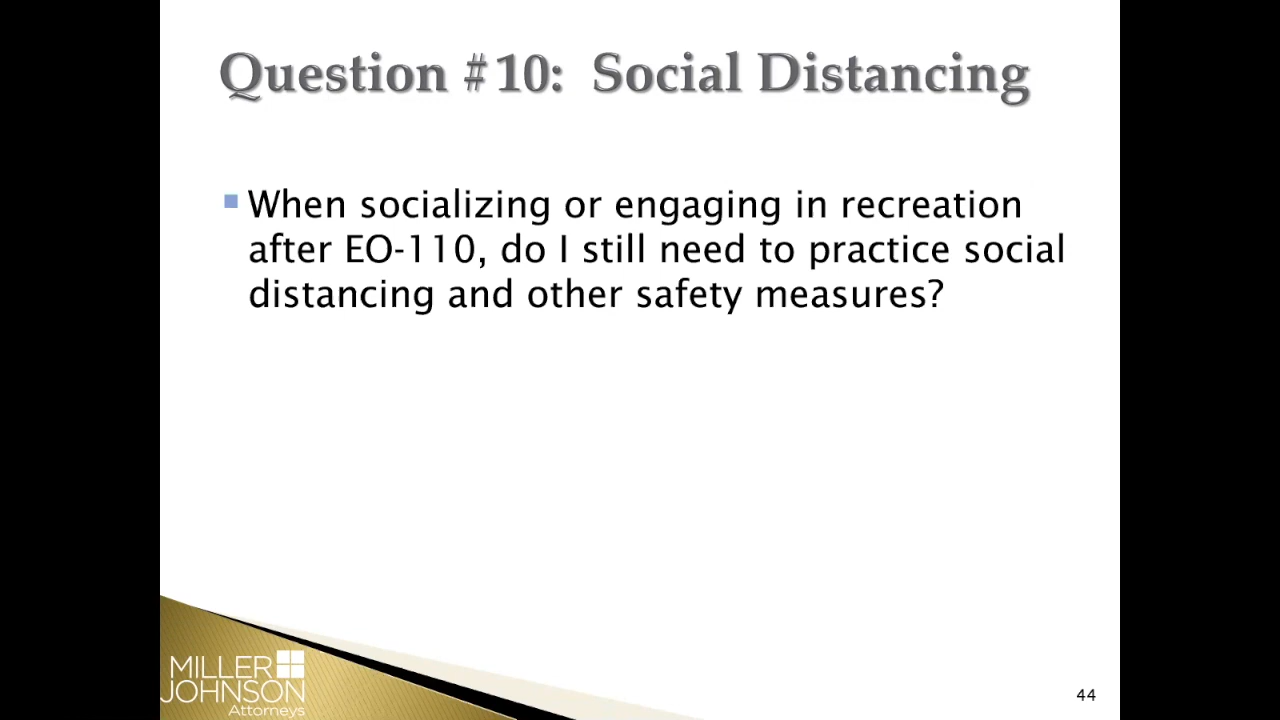 Question #10: Social Distancing
When socializing or engaging in recreation
after EO-110, do I still need to practice social
distancing and other safety measures?
MILLER
JOHNSON
Attorneys
44